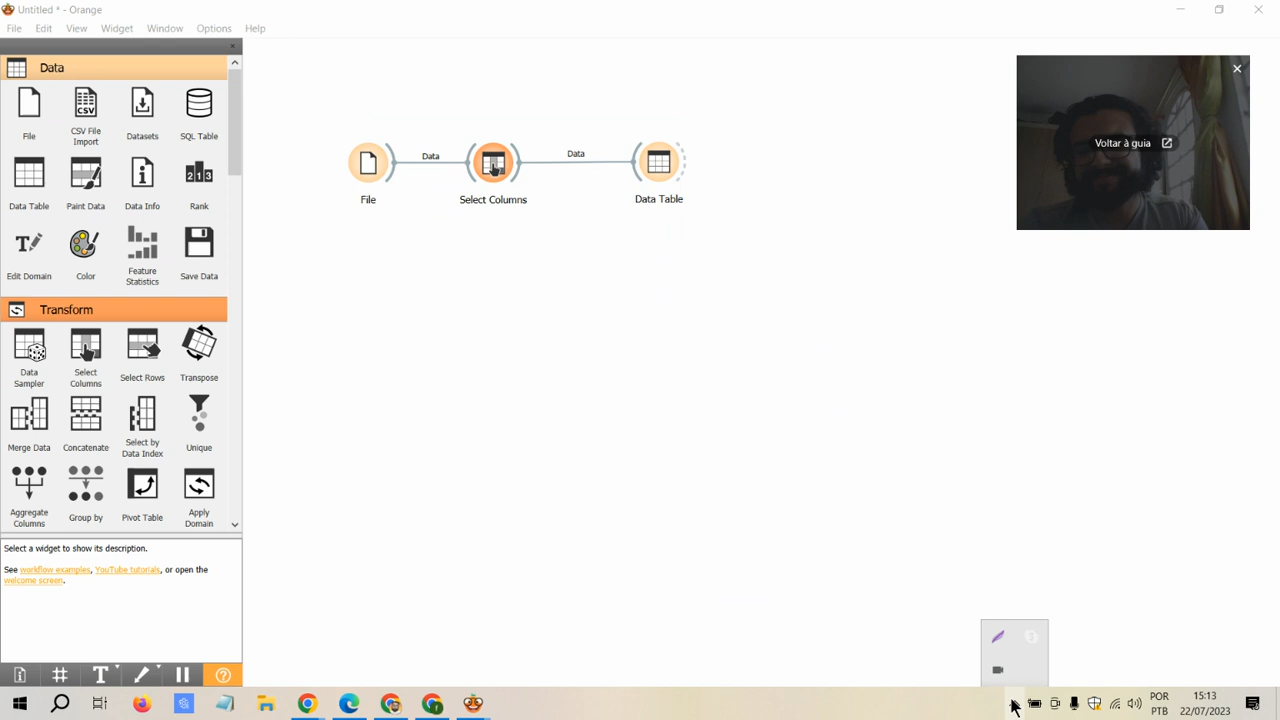 Untitled * - Orange
File Edit View Widget Window Options Help
Data
File
CSV File
Import
Datasets
SQL Table
Data Table
Paint Data
Data Info
Rank
Edit Domain
Color
Feature
Statistics
Save Data
Transform
Data
Sampler
Select
Columns
Select Rows
Transpose
Merge Data
Concatenate
Select by
Data Index
Unique
Aggregate
Columns
Group by
Pivot Table
Apply
Domain
Select a widget to show its description.
See workflow examples, YouTube tutorials, or open the
welcome screen.
Data
Data
File
Select Columns
Data Table
Voltar à guia
POR
PTB
15:13
22/07/2023